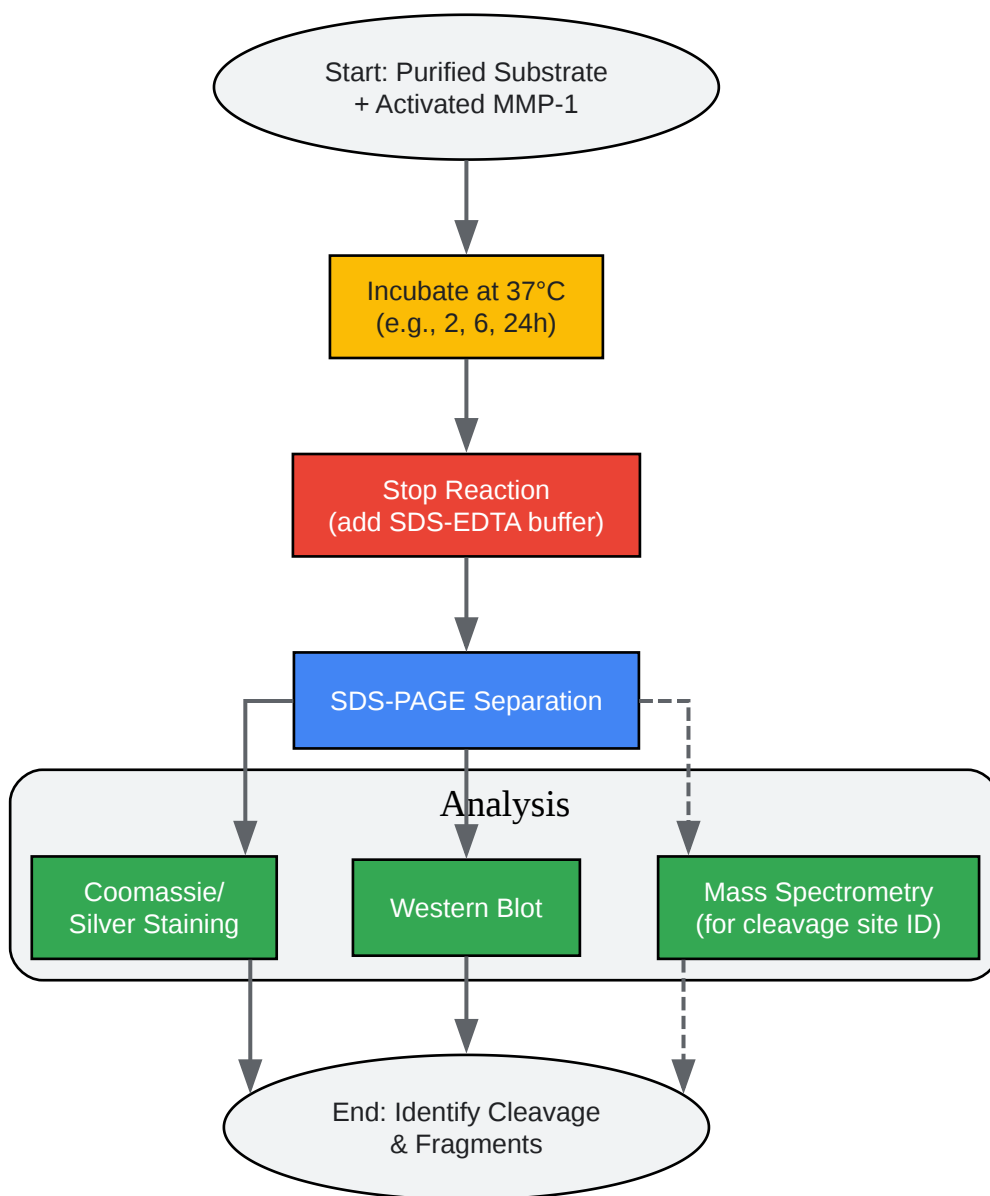 Start: Purified Substrate
+ Activated MMP-1
Incubate at 37°C
(e.g., 2, 6, 24h)
Stop Reaction
(add SDS-EDTA buffer)
SDS-PAGE Separation
Analysis
Coomassie/
Silver Staining
Western Blot
Mass Spectrometry
(for cleavage site ID)
End: Identify Cleavage
& Fragments